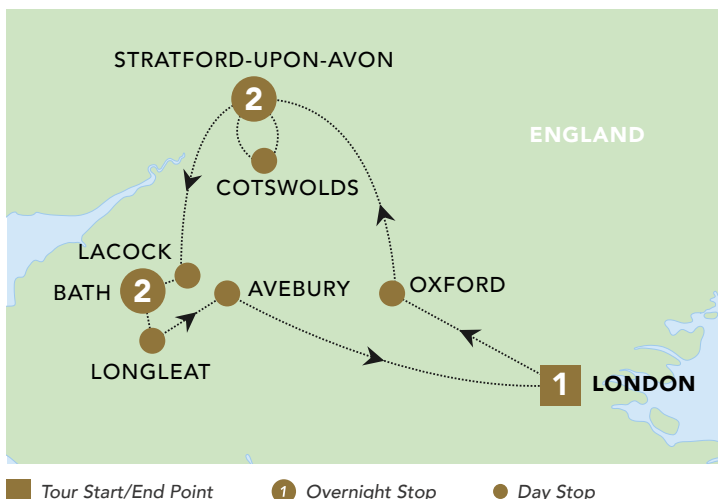 STRATFORD-UPON-AVON
2
ENGLAND
COTSWOLDS
LACOCK
BATH
2
AVEBURY
OXFORD
LONGLEAT
1
LONDON
Tour Start/End Point
1
Overnight Stop
Day Stop